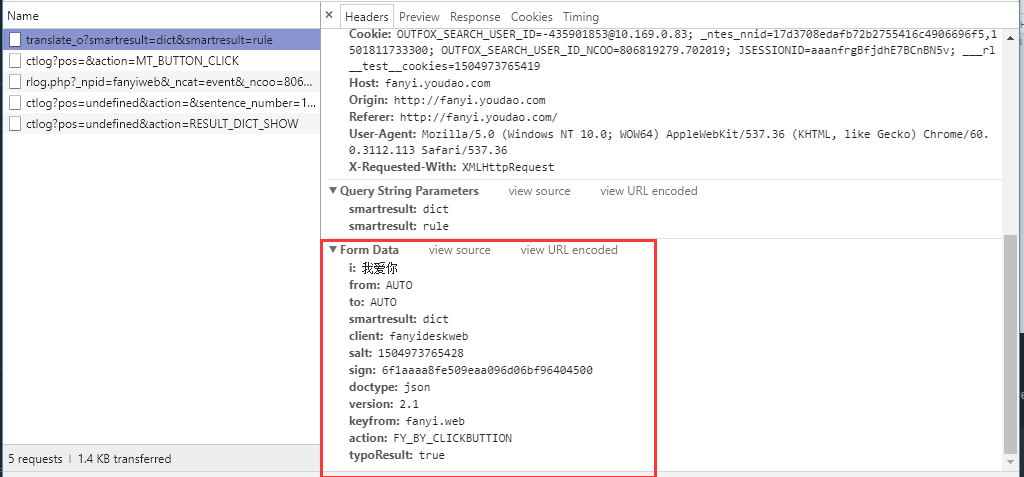 Name
translate_o?smartresult=dict&smartresult=rule
ctlog?pos=&action=MT_BUTTON_CLICK
rlog.php?_npid=fanyiweb&_ncat=event&_ncoo=806...
ctlog?pos=undefined&action=&sentence_number=1...
ctlog?pos=undefined&action=RESULT_DICT_SHOW
5 requests | 1.4 KB transferred
× Headers Preview Response Cookies Timing
Cookie: OUTFOX_SEARCH_USER_ID=-435901853@10.169.0.83; _ntes_nnid=17d3708edafb72b2755416c4906696f5,1
501811733300; OUTFOX_SEARCH_USER_ID_NCOO=806819279.702019; JSESSIONID=aaanfrgBfjdhE7BCnBN5v; ___rl
__test__cookies=1504973765419
Host: fanyi.youdao.com
Origin: http://fanyi.youdao.com
Referer: http://fanyi.youdao.com/
User-Agent: Mozilla/5.0 (Windows NT 10.0; WOW64) AppleWebKit/537.36 (KHTML, like Gecko) Chrome/60.
0.3112.113 Safari/537.36
X-Requested-With: XMLHttpRequest
▼ Query String Parameters view source view URL encoded
smartresult: dict
smartresult: rule
▼ Form Data view source view URL encoded
i: 我爱你
from: AUTO
to: AUTO
smartresult: dict
client: fanyideskweb
salt: 1504973765428
sign: 6f1aaaa8fe509eaa096d06bf96404500
doctype: json
version: 2.1
keyfrom: fanyi.web
action: FY_BY_CLICKBUTTION
typoResult: true